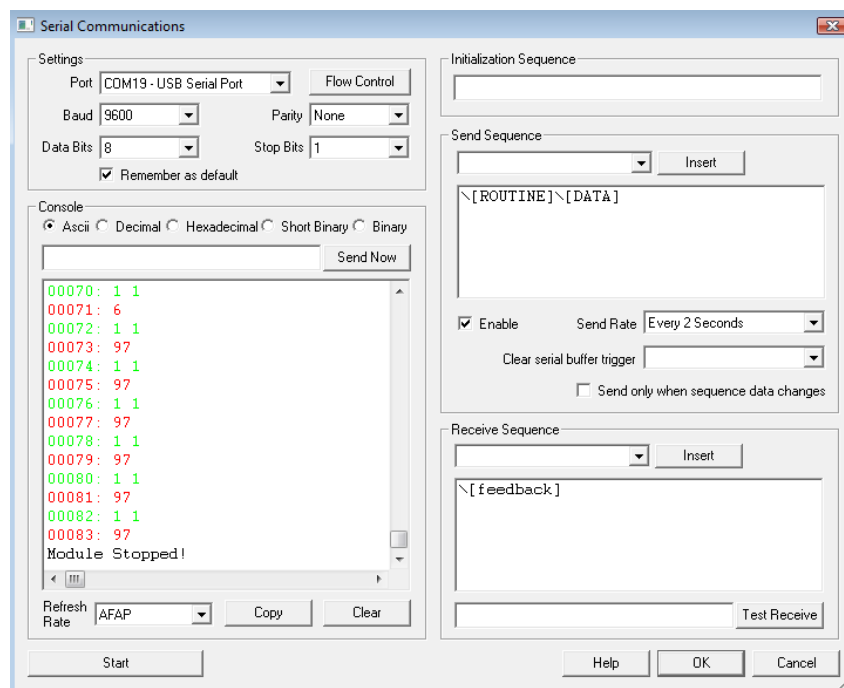 Serial Communications
Settings
Port COM19 - USB Serial Port Flow Control
Baud 9600 Parity None
Data Bits 8 Stop Bits 1
Remember as default
Console
Ascii Decimal Hexadecimal Short Binary Binary
Send Now
00070: 1 1
00071: 6
00072: 1 1
00073: 97
00074: 1 1
00075: 97
00076: 1 1
00077: 97
00078: 1 1
00079: 97
00080: 1 1
00081: 97
00082: 1 1
00083: 97
Module Stopped!
Refresh Rate AFAP Copy Clear
Start
Initialization Sequence
Send Sequence
Insert
\[ROUTINE]\[DATA]
Enable Send Rate Every 2 Seconds
Clear serial buffer trigger
Send only when sequence data changes
Receive Sequence
Insert
\[feedback]
Test Receive
Help OK Cancel